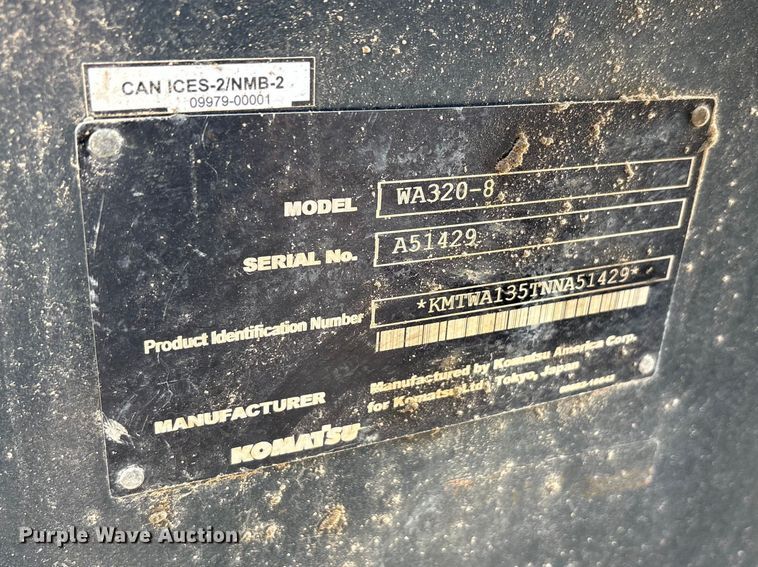 CAN ICES-2/NMB-2
09979-00001
MODEL WA320-8
SERIAL No. A51429
Product Identification Number *KMTWA135TNNA51429*
MANUFACTURER Manufactured by Komatsu America Corp.
for Komatsu Ltd., Tokyo, Japan
KOMATSU
Purple Wave Auction